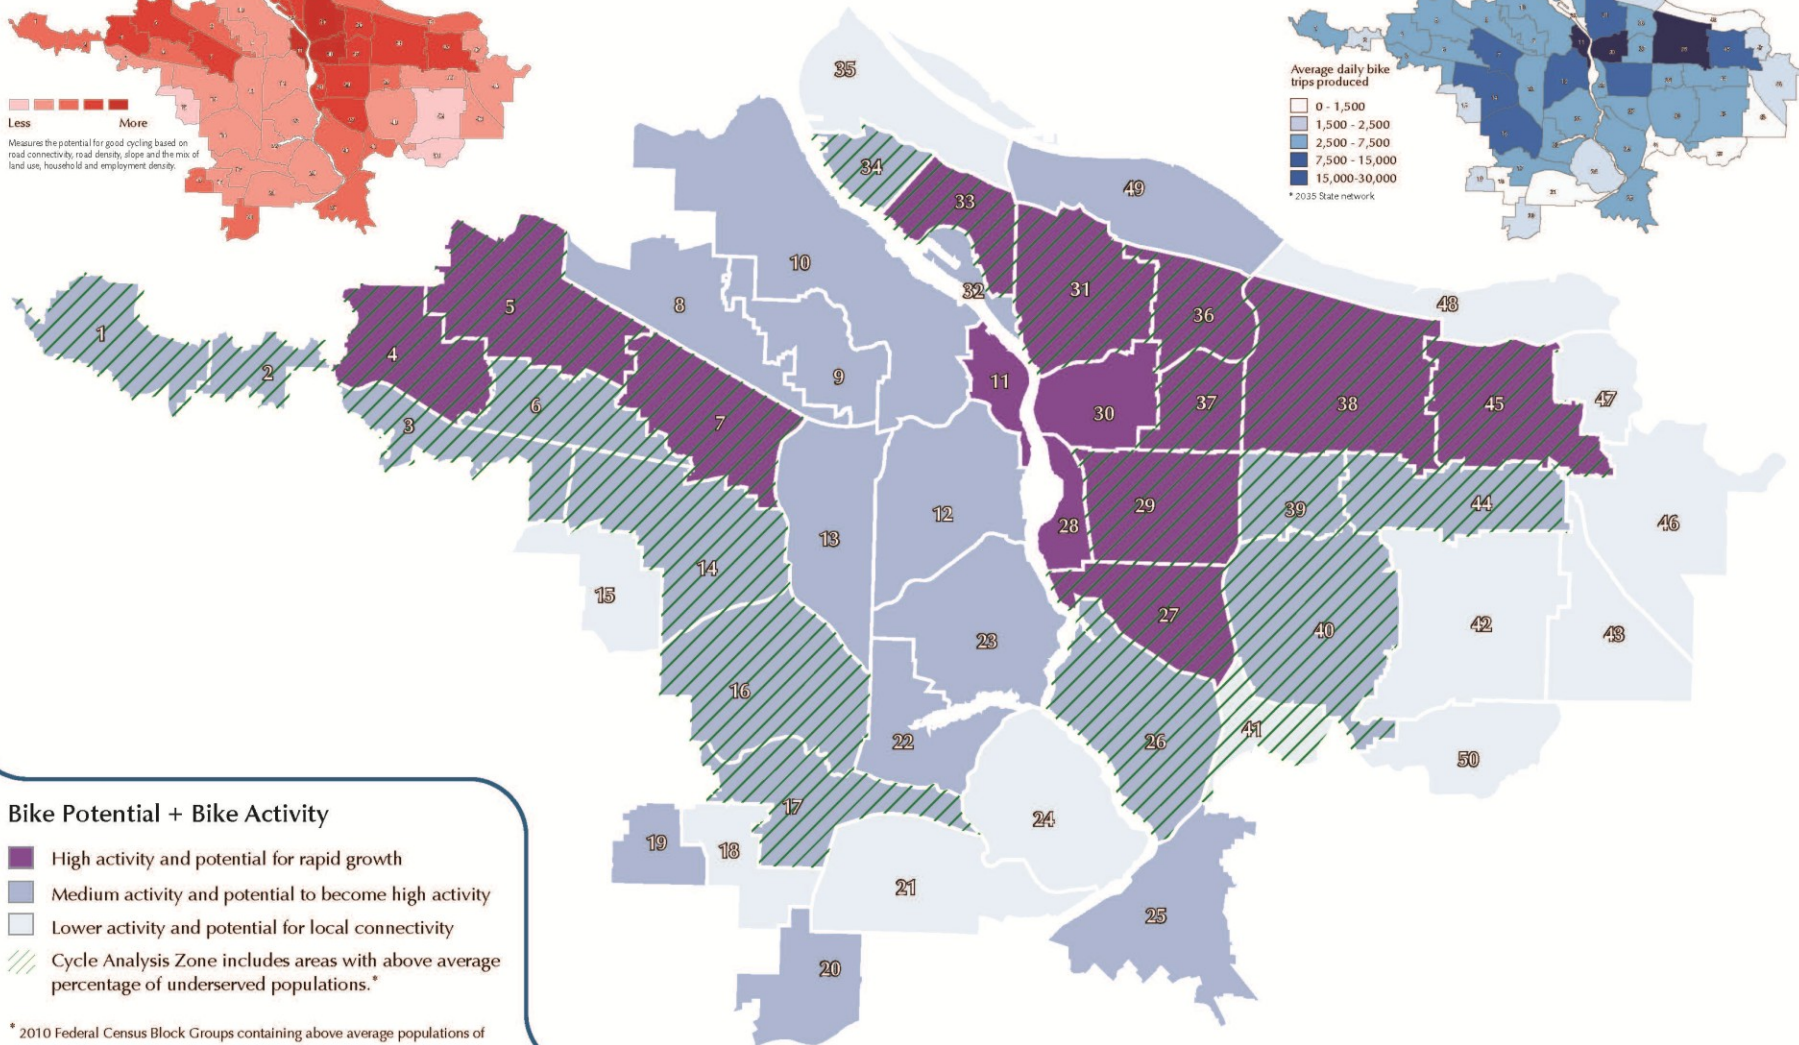 Less More
Measures the potential for good cycling based on
road connectivity, road density, slope and the mix of
land use, household and employment density.
Average daily bike
trips produced
0 - 1,500
1,500 - 2,500
2,500 - 7,500
7,500 - 15,000
15,000-30,000
* 2035 State network
35
34
33
49
10
32
31
36
48
8
5
1
4
2
9
11
30
37
38
45
47
6
3
7
28
29
39
44
46
12
13
14
15
27
40
42
43
23
16
22
26
41
50
17
24
19
18
21
25
20
Bike Potential + Bike Activity
High activity and potential for rapid growth
Medium activity and potential to become high activity
Lower activity and potential for local connectivity
Cycle Analysis Zone includes areas with above average
percentage of underserved populations.*
* 2010 Federal Census Block Groups containing above average populations of